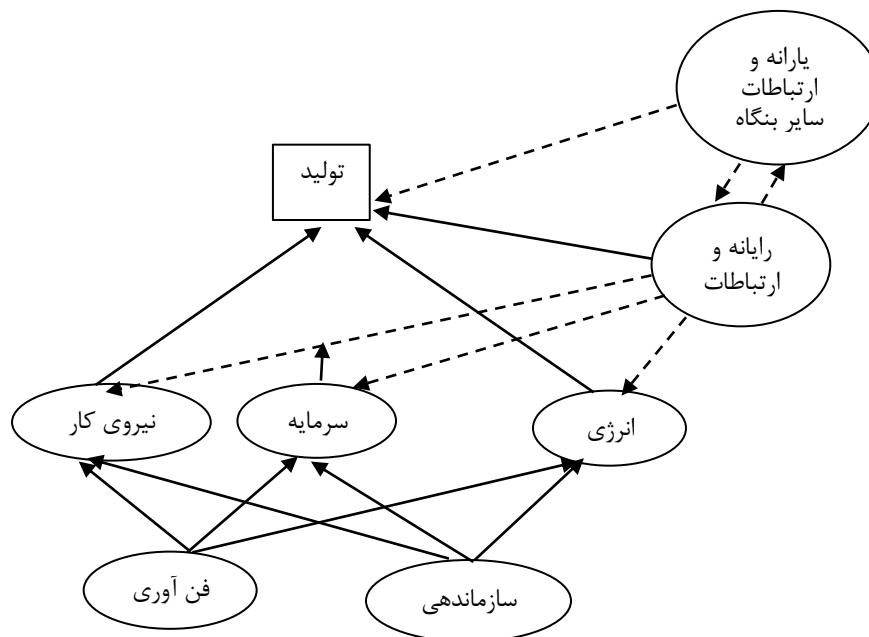 یارانه و
ارتباطات
سایر بنگاه
تولید
رایانه و
ارتباطات
نیروی کار
سرمایه
انرژی
فن آوری
سازماندهی